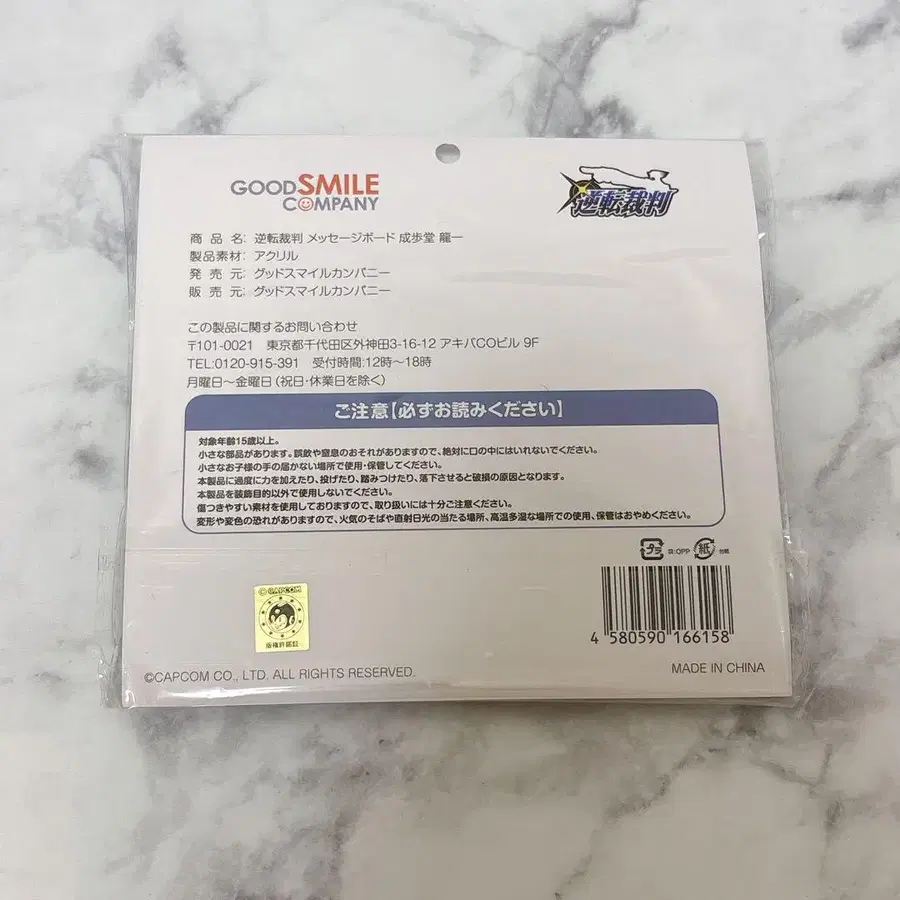 GOODSMILE
COMPANY
逆転裁判
商品名: 逆転裁判 メッセージボード 成歩堂 龍一
製品素材: アクリル
発売元: グッドスマイルカンパニー
販売元: グッドスマイルカンパニー
この製品に関するお問い合わせ
〒101-0021 東京都千代田区外神田3-16-12 アキバCOビル 9F
TEL:0120-915-391 受付時間:12時〜18時
月曜日〜金曜日(祝日・休業日を除く)
ご注意【必ずお読みください】
対象年齢15歳以上。
小さな部品があります。誤飲や窒息のおそれがありますので、絶対に口の中にはいれないでください。
小さなお子様の手の届かない場所で使用・保管してください。
本製品に過度に力を加えたり、投げたり、踏みつけたり、落下させると破損の原因となります。
本製品を装飾目的以外で使用しないでください。
傷つきやすい素材を使用しておりますので、取り扱いには十分ご注意ください。
変形や変色の恐れがありますので、火気のそばや直射日光の当たる場所、高温多湿な場所での使用、保管はおやめください。
プラ 袋:OPP 紙 台紙
4 580590 166158
©CAPCOM
版権許諾証
©CAPCOM CO., LTD. ALL RIGHTS RESERVED.
MADE IN CHINA